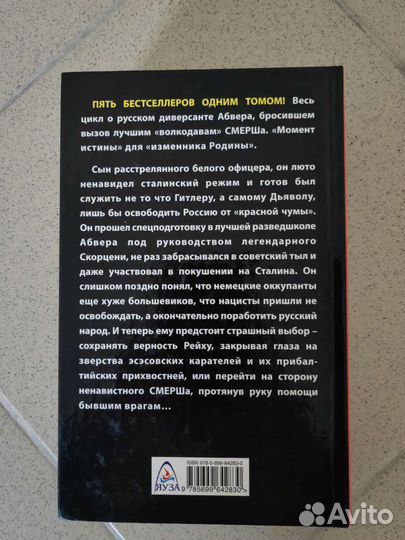 ПЯТЬ БЕСТСЕЛЛЕРОВ ОДНИМ ТОМОМ! Весь
цикл о русском диверсанте Абвера, бросившем
вызов лучшим «волкодавам» СМЕРШа. «Момент
истины» для «изменника Родины».
Сын расстрелянного белого офицера, он люто
ненавидел сталинский режим и готов был
служить не то что Гитлеру, а самому Дьяволу,
лишь бы освободить Россию от «красной чумы».
Он прошел спецподготовку в лучшей разведшколе
Абвера под руководством легендарного
Скорцени, не раз забрасывался в советский тыл и
даже участвовал в покушении на Сталина. Он
слишком поздно понял, что немецкие оккупанты
еще хуже большевиков, что нацисты пришли не
освобождать, а окончательно поработить русский
народ. И теперь ему предстоит страшный выбор –
сохранять верность Рейху, закрывая глаза на
зверства эсэсовских карателей и их прибал-
тийских прихвостней, или перейти на сторону
ненавистного СМЕРШа, протянув руку помощи
бывшим врагам...
ISBN 978-5-699-64283-0
ЯУЗА
9 785699 642830 >
Avito